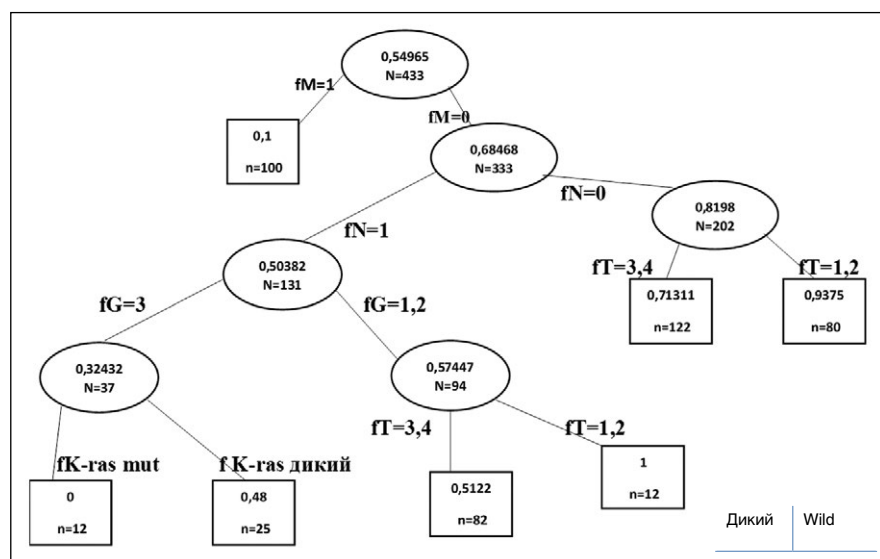 0,54965
N=433
fM=1
fM=0
0,1
n=100
0,68468
N=333
fN=0
fN=1
0,8198
N=202
0,50382
N=131
fT=3,4
fT=1,2
0,71311
n=122
0,9375
n=80
fG=3
fG=1,2
0,32432
N=37
0,57447
N=94
fT=3,4
fT=1,2
fK-ras mut
f K-ras дикий
0
n=12
0,48
n=25
0,5122
n=82
1
n=12
Дикий
Wild